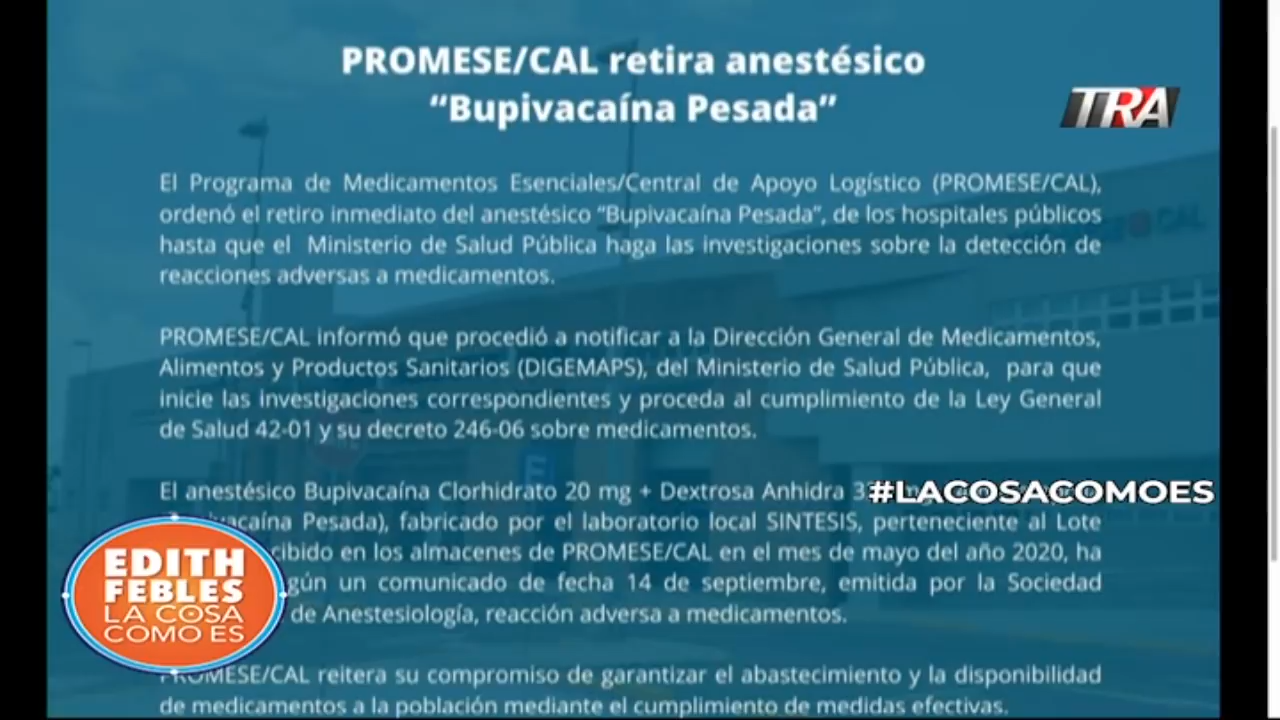 PROMESE/CAL retira anestésico
“Bupivacaína Pesada”
TRA
El Programa de Medicamentos Esenciales/Central de Apoyo Logístico (PROMESE/CAL),
ordenó el retiro inmediato del anestésico “Bupivacaína Pesada”, de los hospitales públicos
hasta que el Ministerio de Salud Pública haga las investigaciones sobre la detección de
reacciones adversas a medicamentos.
PROMESE/CAL informó que procedió a notificar a la Dirección General de Medicamentos,
Alimentos y Productos Sanitarios (DIGEMAPS), del Ministerio de Salud Pública, para que
inicie las investigaciones correspondientes y proceda al cumplimiento de la Ley General
de Salud 42-01 y su decreto 246-06 sobre medicamentos.
El anestésico Bupivacaína Clorhidrato 20 mg + Dextrosa Anhidra
#LACOSACOMOES
Pesada), fabricado por el laboratorio local SINTESIS, perteneciente al Lote
en los almacenes de PROMESE/CAL en el mes de mayo del año 2020, ha
un comunicado de fecha 14 de septiembre, emitida por la Sociedad
de Anestesiología, reacción adversa a medicamentos.
EDITH
FEBLES
LA COSA
COMO ES
PROMESE/CAL reitera su compromiso de garantizar el abastecimiento y la disponibilidad
de medicamentos a la población mediante el cumplimiento de medidas efectivas.